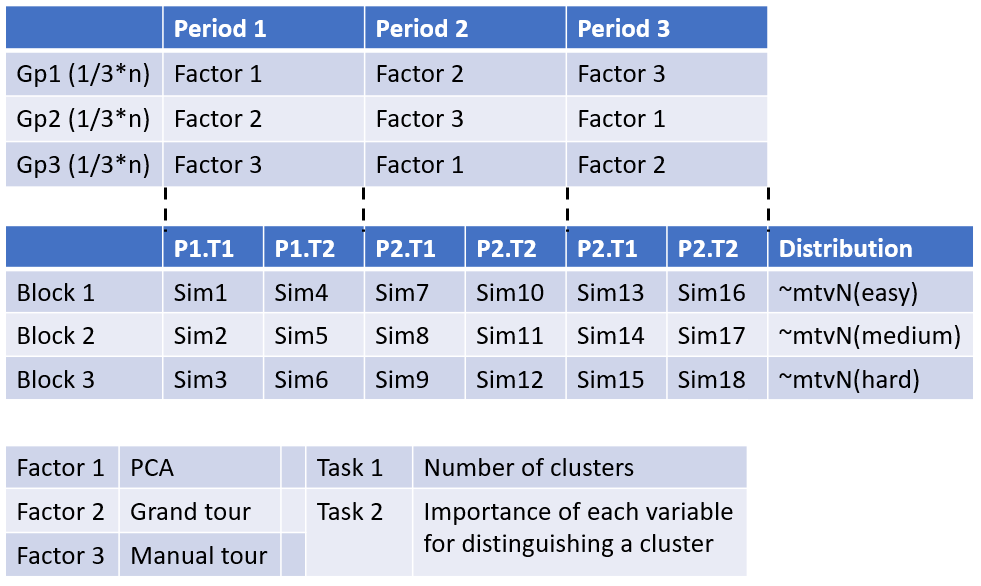 Period 1 Period 2 Period 3
Gp1 (1/3*n) Factor 1 Factor 2 Factor 3
Gp2 (1/3*n) Factor 2 Factor 3 Factor 1
Gp3 (1/3*n) Factor 3 Factor 1 Factor 2
P1.T1 P1.T2 P2.T1 P2.T2 P2.T1 P2.T2 Distribution
Block 1 Sim1 Sim4 Sim7 Sim10 Sim13 Sim16 ~mtvN(easy)
Block 2 Sim2 Sim5 Sim8 Sim11 Sim14 Sim17 ~mtvN(medium)
Block 3 Sim3 Sim6 Sim9 Sim12 Sim15 Sim18 ~mtvN(hard)
Factor 1 PCA Task 1 Number of clusters
Factor 2 Grand tour Task 2 Importance of each variable
Factor 3 Manual tour for distinguishing a cluster